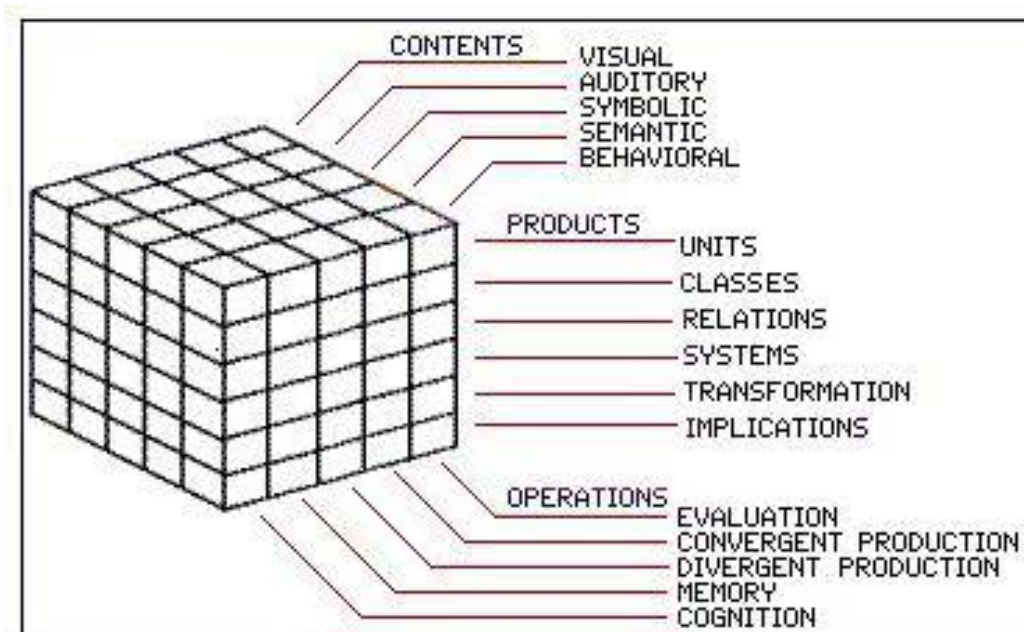 CONTENTS
VISUAL
AUDITORY
SYMBOLIC
SEMANTIC
BEHAVIORAL
PRODUCTS
UNITS
CLASSES
RELATIONS
SYSTEMS
TRANSFORMATION
IMPLICATIONS
OPERATIONS
EVALUATION
CONVERGENT PRODUCTION
DIVERGENT PRODUCTION
MEMORY
COGNITION